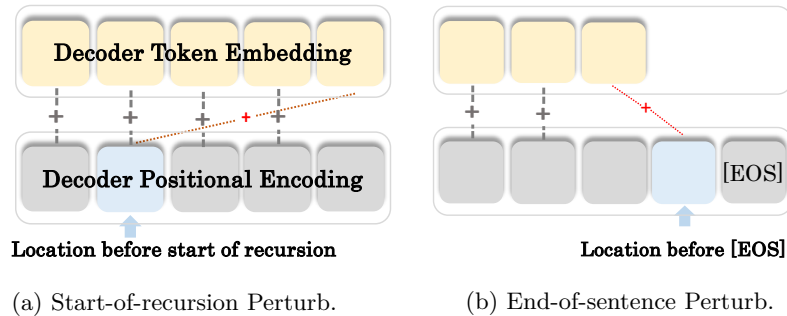 Decoder Token Embedding
+ + + + +
Decoder Positional Encoding
Location before start of recursion
(a) Start-of-recursion Perturb.
+ + +
[EOS]
Location before [EOS]
(b) End-of-sentence Perturb.